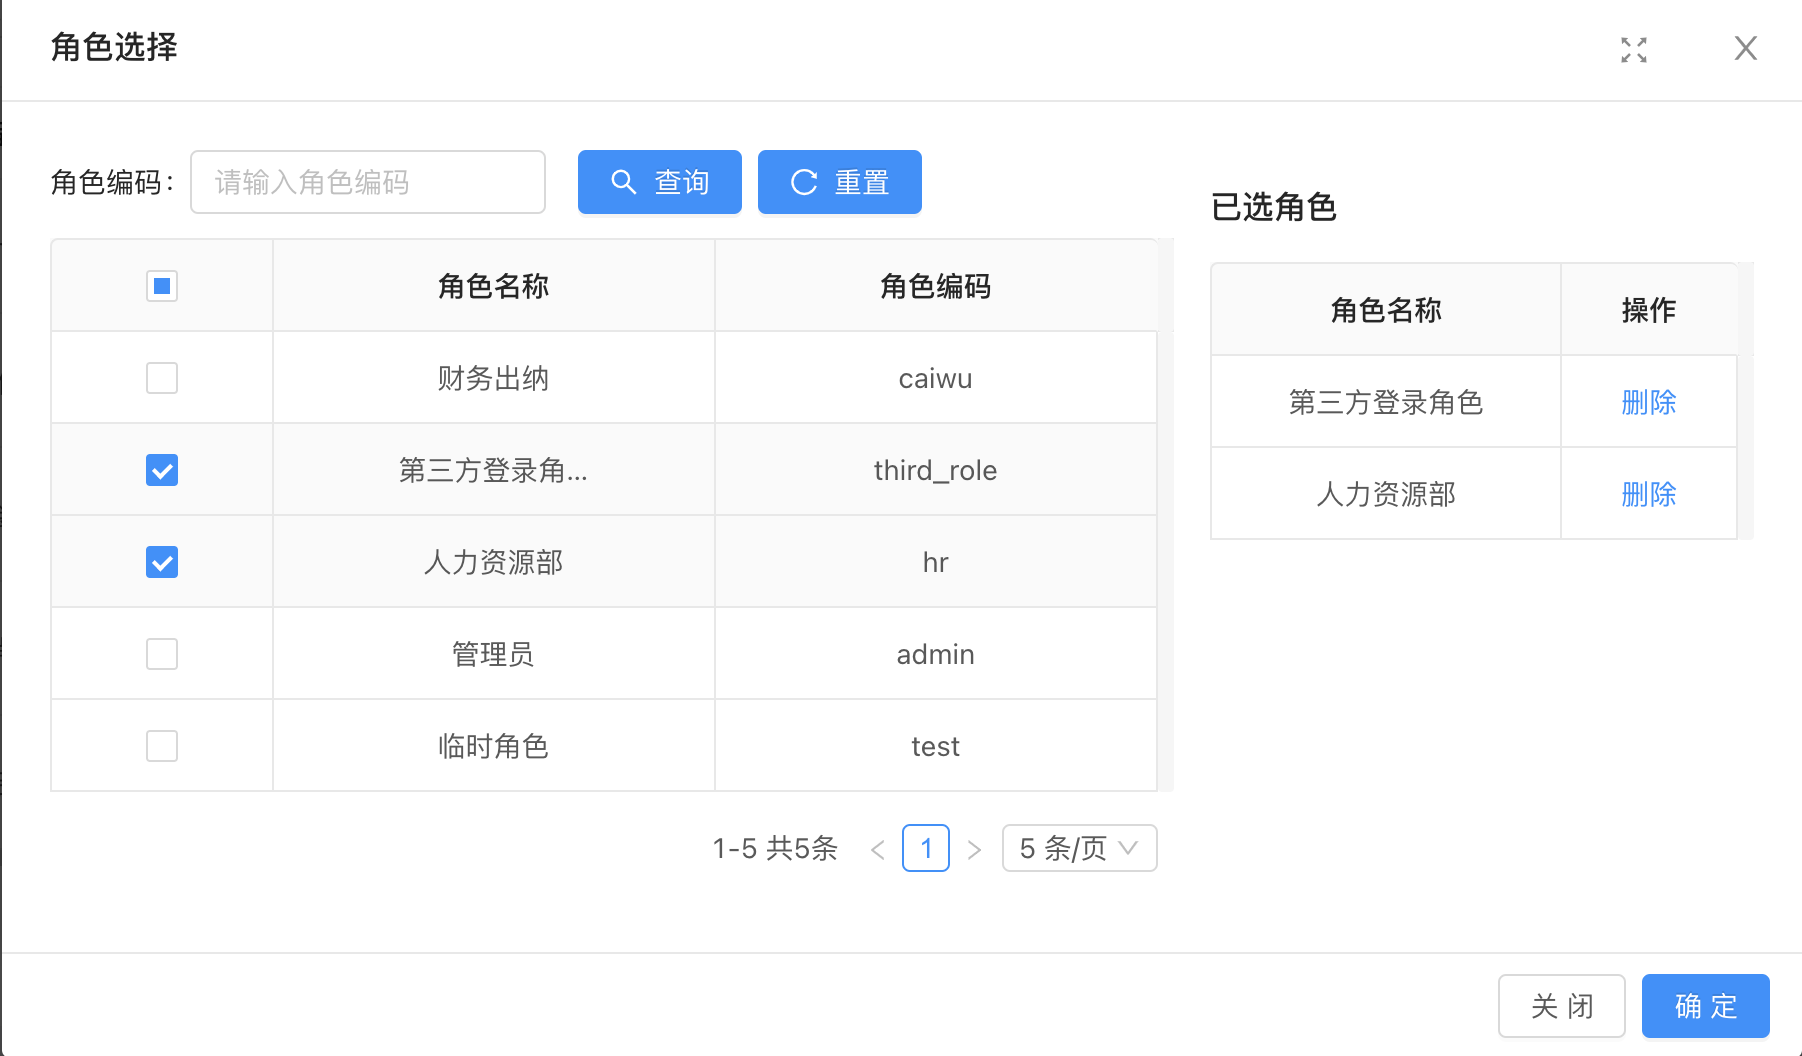 角色选择
角色编码：
请输入角色编码
查询
重置
角色名称 角色编码
财务出纳 caiwu
第三方登录角... third_role
人力资源部 hr
管理员 admin
临时角色 test
1-5 共5条
1
5 条/页
已选角色
角色名称 操作
第三方登录角色 删除
人力资源部 删除
关 闭
确 定